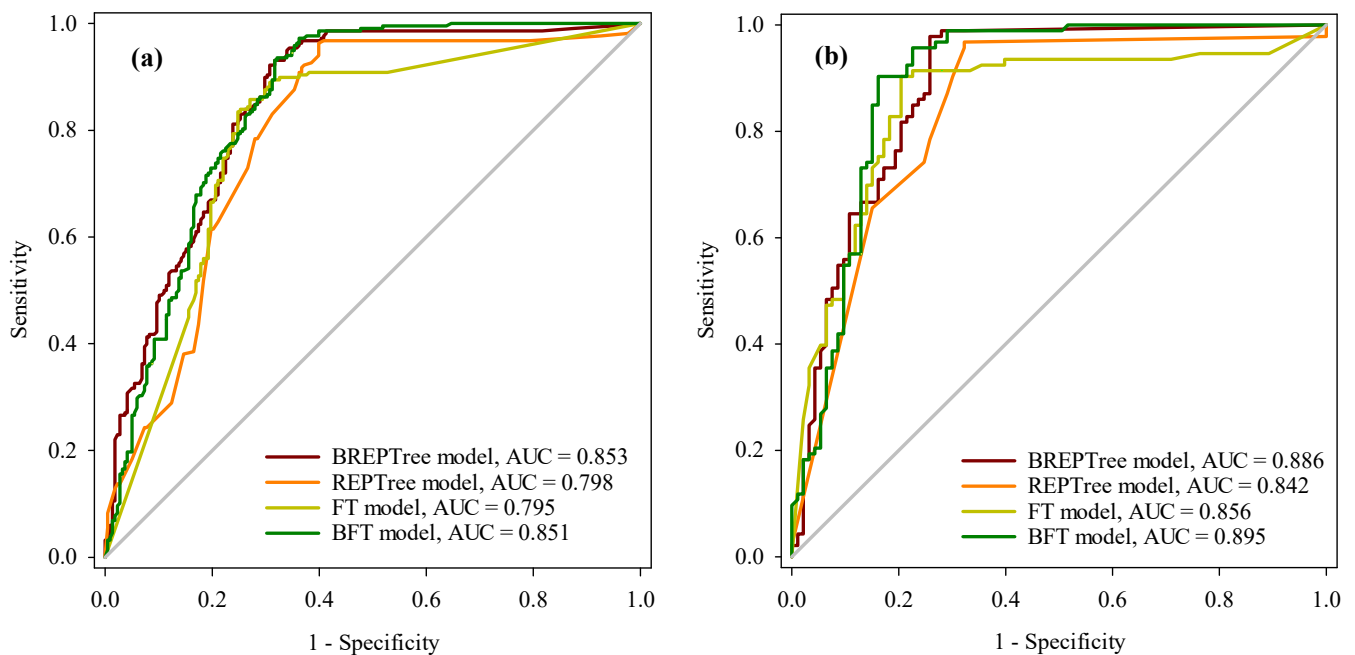 (a)
1.0
0.8
0.6
0.4
0.2
0.0
Sensitivity
BREPTree model, AUC = 0.853
REPTree model, AUC = 0.798
FT model, AUC = 0.795
BFT model, AUC = 0.851
0.0 0.2 0.4 0.6 0.8 1.0
1 - Specificity
(b)
1.0
0.8
0.6
0.4
0.2
0.0
Sensitivity
BREPTree model, AUC = 0.886
REPTree model, AUC = 0.842
FT model, AUC = 0.856
BFT model, AUC = 0.895
0.0 0.2 0.4 0.6 0.8 1.0
1 - Specificity